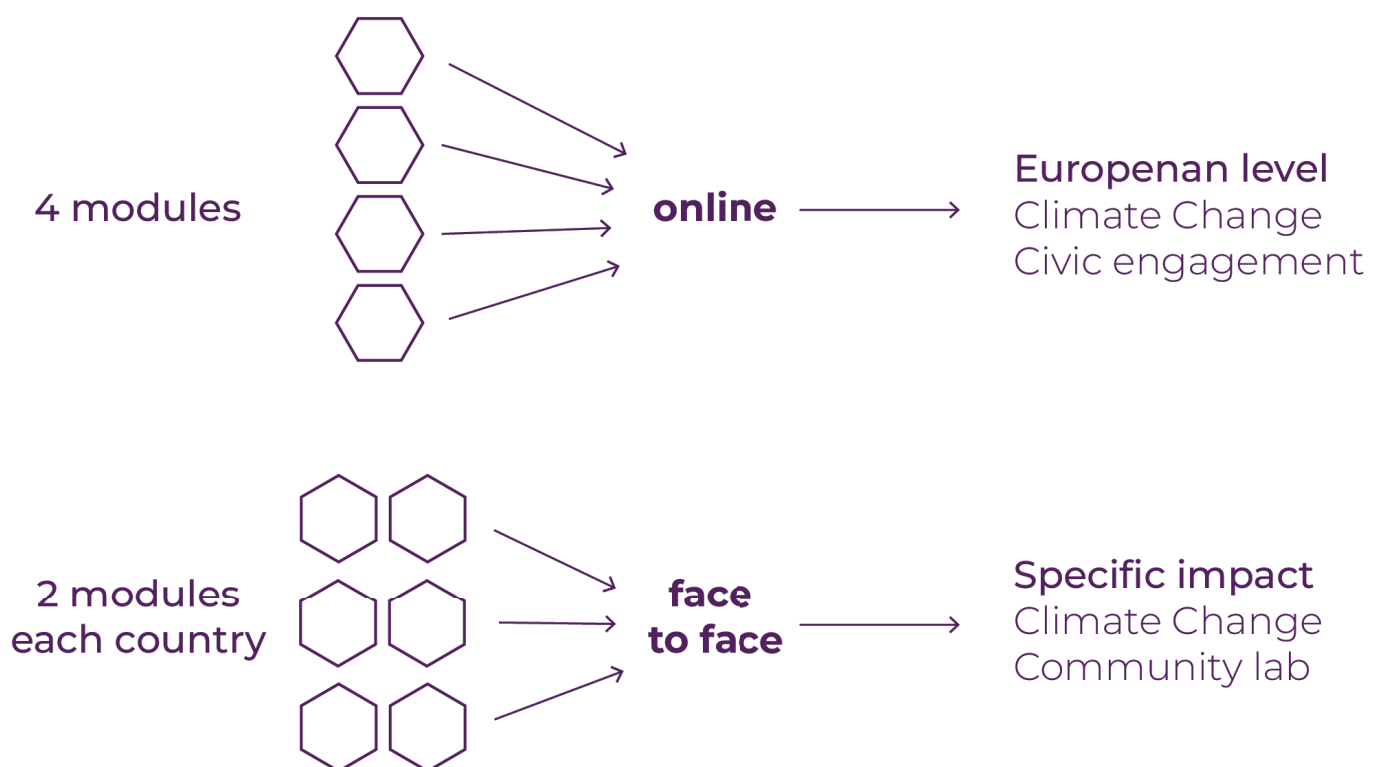 4 modules
online
Europenan level
Climate Change
Civic engagement
2 modules
each country
face
to face
Specific impact
Climate Change
Community lab